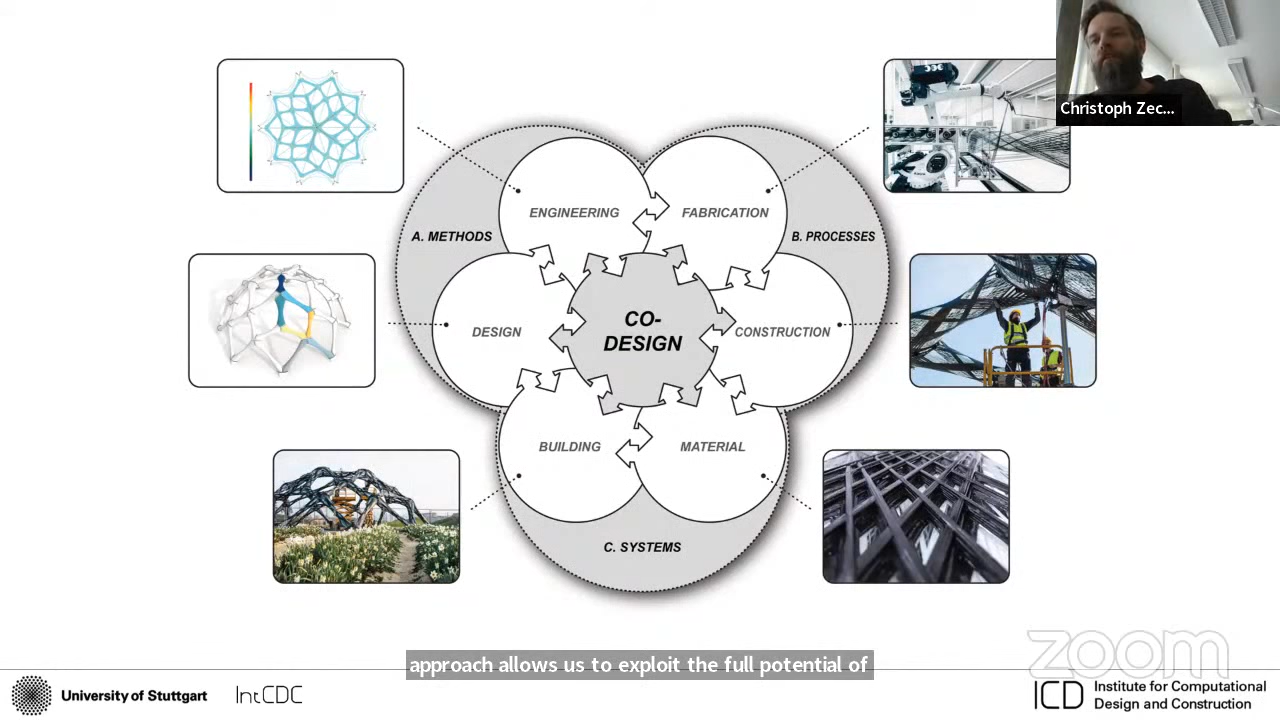 Christoph Zec...
ENGINEERING
FABRICATION
A. METHODS
B. PROCESSES
DESIGN
CO-
DESIGN
CONSTRUCTION
BUILDING
MATERIAL
C. SYSTEMS
approach allows us to exploit the full potential of
zoom
University of Stuttgart
IntCDC
ICD
Institute for Computational
Design and Construction